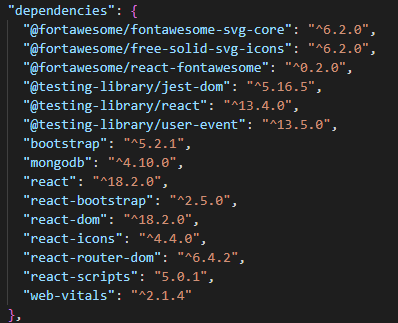 "dependencies": {
"@fortawesome/fontawesome-svg-core": "^6.2.0",
"@fortawesome/free-solid-svg-icons": "^6.2.0",
"@fortawesome/react-fontawesome": "^0.2.0",
"@testing-library/jest-dom": "^5.16.5",
"@testing-library/react": "^13.4.0",
"@testing-library/user-event": "^13.5.0",
"bootstrap": "^5.2.1",
"mongodb": "^4.10.0",
"react": "^18.2.0",
"react-bootstrap": "^2.5.0",
"react-dom": "^18.2.0",
"react-icons": "^4.4.0",
"react-router-dom": "^6.4.2",
"react-scripts": "5.0.1",
"web-vitals": "^2.1.4"
},